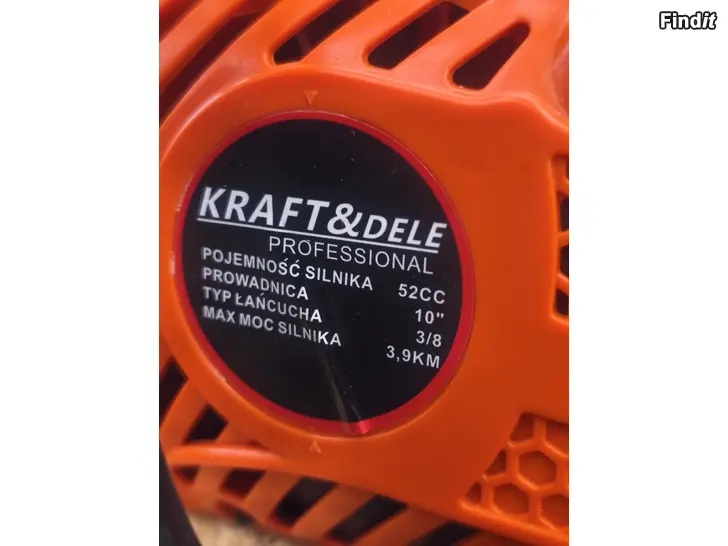 Findit
KRAFT&DELE
PROFESSIONAL
POJEMNOŚĆ SILNIKA 52CC
PROWADNICA 10"
TYP ŁAŃCUCHA 3/8
MAX MOC SILNIKA 3,9KM